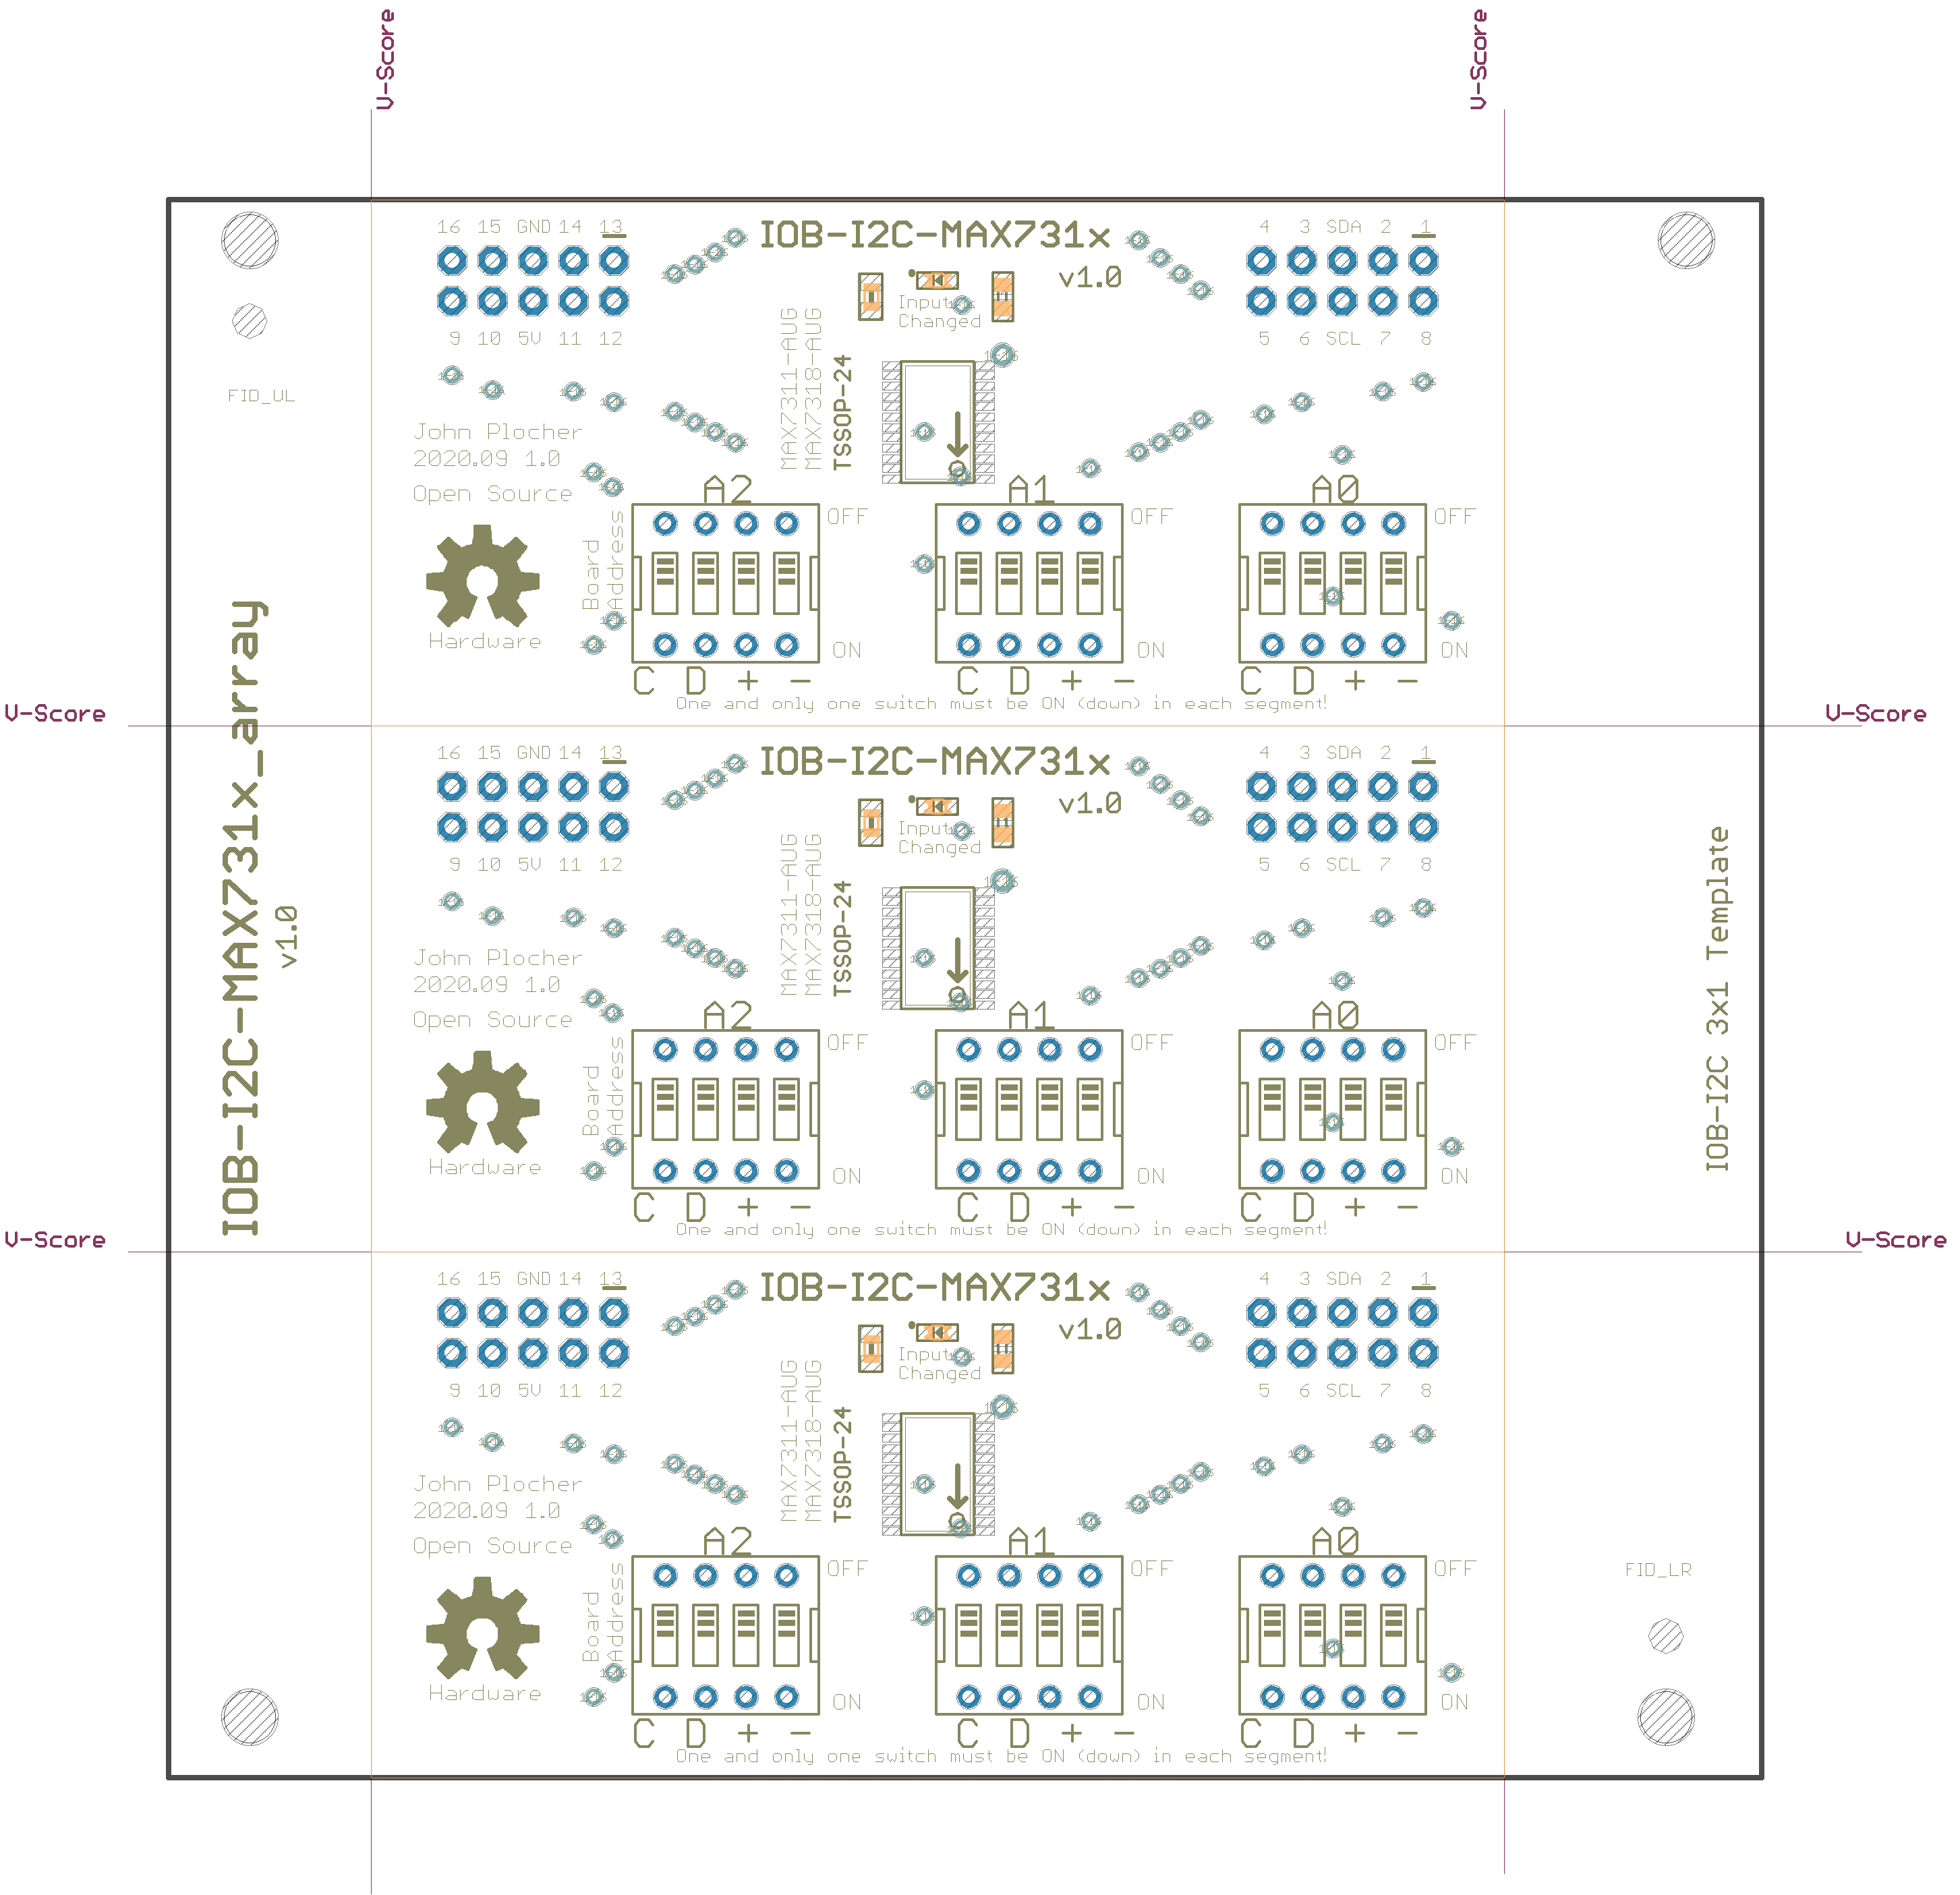 V-Score
V-Score
IOB-I2C-MAX731x_array
v1.0
FID_UL
16 15 GND 14 13
IOB-I2C-MAX731x
v1.0
4 3 SDA 2 1
9 10 5V 11 12
Input
Changed
5 6 SCL 7 8
MAX7311-AUG
MAX7318-AUG
TSSOP-24
John Plocher
2020.09 1.0
Open Source
Hardware
Board
Address
A2
A1
A0
OFF
OFF
OFF
ON
ON
ON
C D + -
C D + -
C D + -
One and only one switch must be ON (down) in each segment!
V-Score
V-Score
16 15 GND 14 13
IOB-I2C-MAX731x
v1.0
4 3 SDA 2 1
9 10 5V 11 12
Input
Changed
5 6 SCL 7 8
MAX7311-AUG
MAX7318-AUG
TSSOP-24
John Plocher
2020.09 1.0
Open Source
Hardware
Board
Address
A2
A1
A0
OFF
OFF
OFF
ON
ON
ON
C D + -
C D + -
C D + -
One and only one switch must be ON (down) in each segment!
IOB-I2C 3x1 Template
V-Score
V-Score
16 15 GND 14 13
IOB-I2C-MAX731x
v1.0
4 3 SDA 2 1
9 10 5V 11 12
Input
Changed
5 6 SCL 7 8
MAX7311-AUG
MAX7318-AUG
TSSOP-24
John Plocher
2020.09 1.0
Open Source
Hardware
Board
Address
A2
A1
A0
OFF
OFF
OFF
ON
ON
ON
C D + -
C D + -
C D + -
One and only one switch must be ON (down) in each segment!
FID_LR